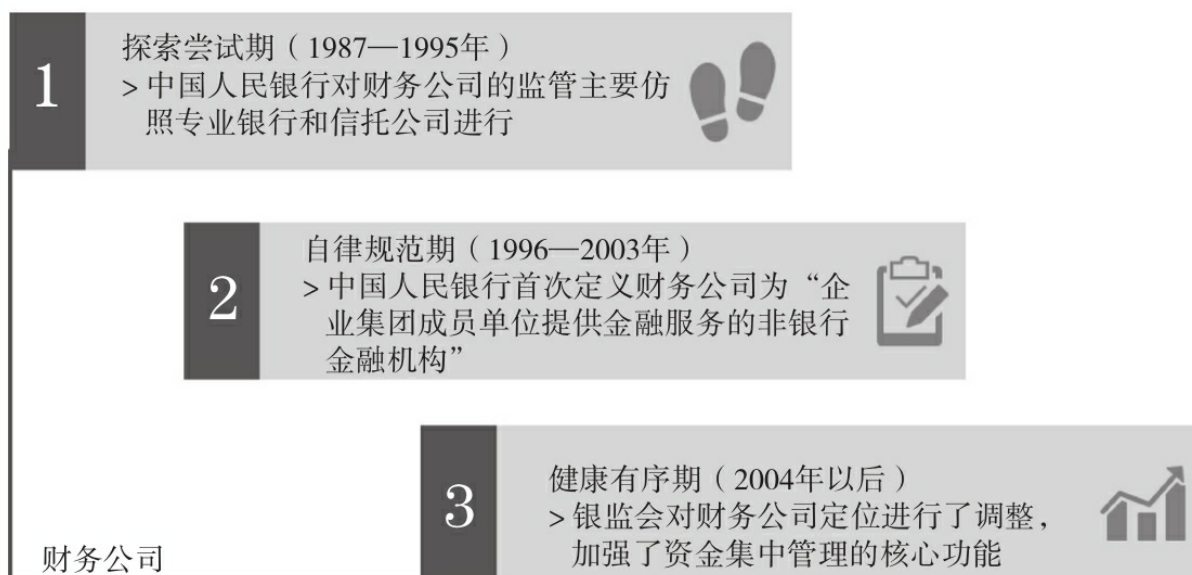 1
探索尝试期（1987—1995年）
> 中国人民银行对财务公司的监管主要仿
照专业银行和信托公司进行
2
自律规范期（1996—2003年）
> 中国人民银行首次定义财务公司为“企
业集团成员单位提供金融服务的非银行
金融机构”
3
健康有序期（2004年以后）
> 银监会对财务公司定位进行了调整，
加强了资金集中管理的核心功能
财务公司